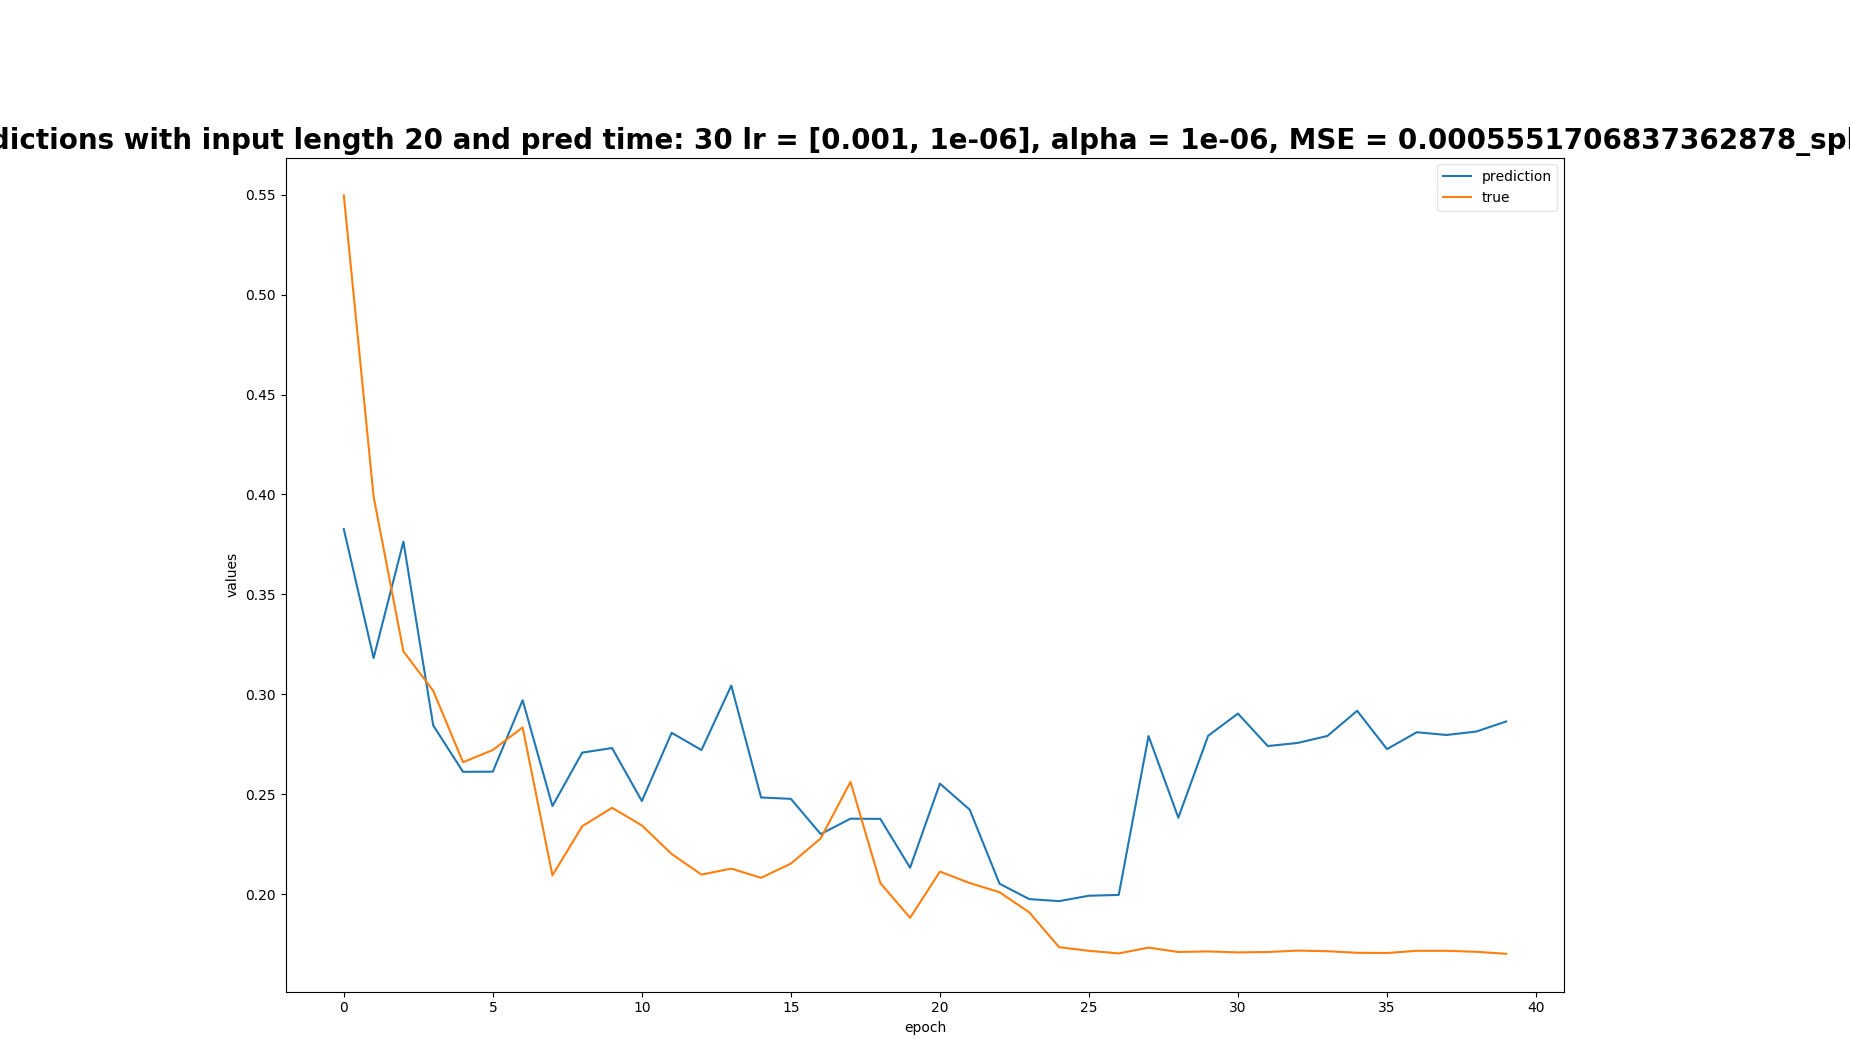 dictions with input length 20 and pred time: 30 lr = [0.001, 1e-06], alpha = 1e-06, MSE = 0.0005551706837362878_spl
prediction
true
0.55
0.50
0.45
0.40
0.35
0.30
0.25
0.20
values
0 5 10 15 20 25 30 35 40
epoch